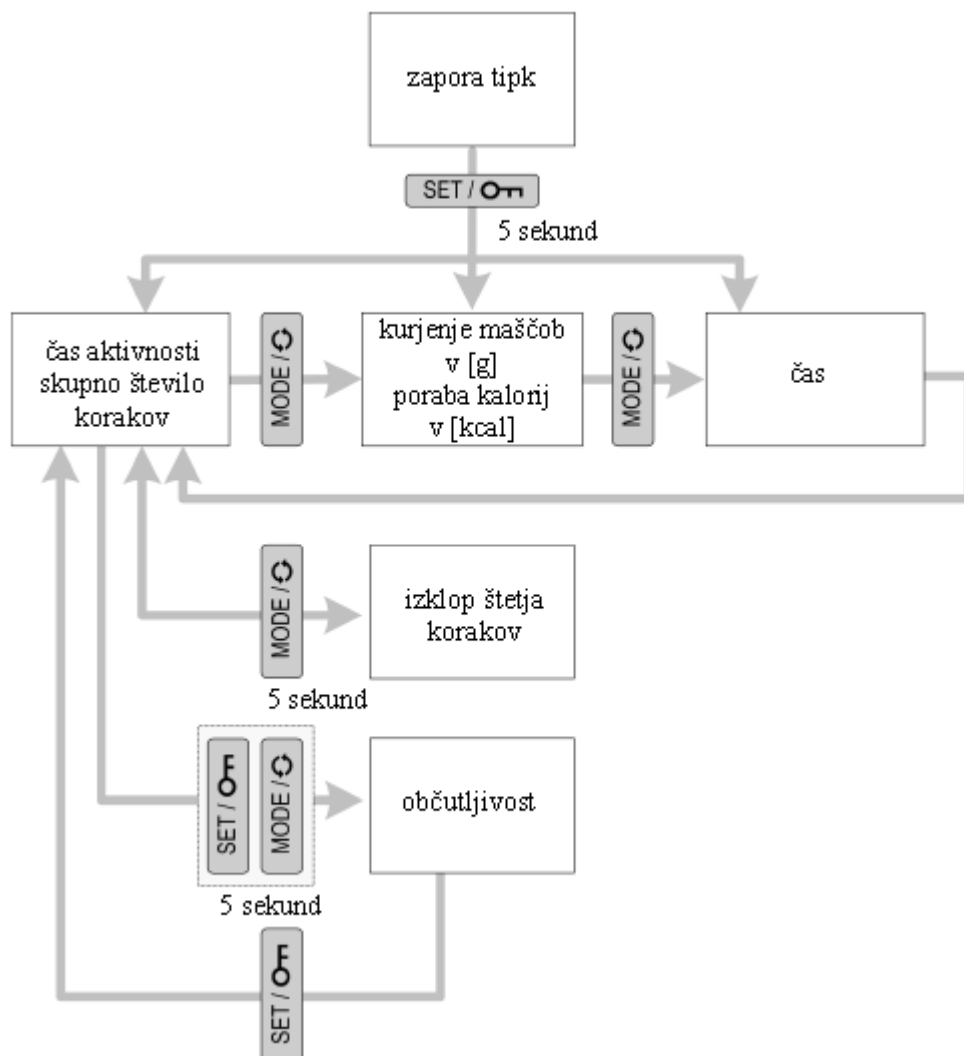 zapora tipk
SET /
5 sekund
čas aktivnosti
skupno število
korakov
MODE /
kurjenje maščob
v [g]
poraba kalorij
v [kcal]
MODE /
čas
MODE /
izklop štetja
korakov
5 sekund
SET /
MODE /
občutljivost
5 sekund
SET /